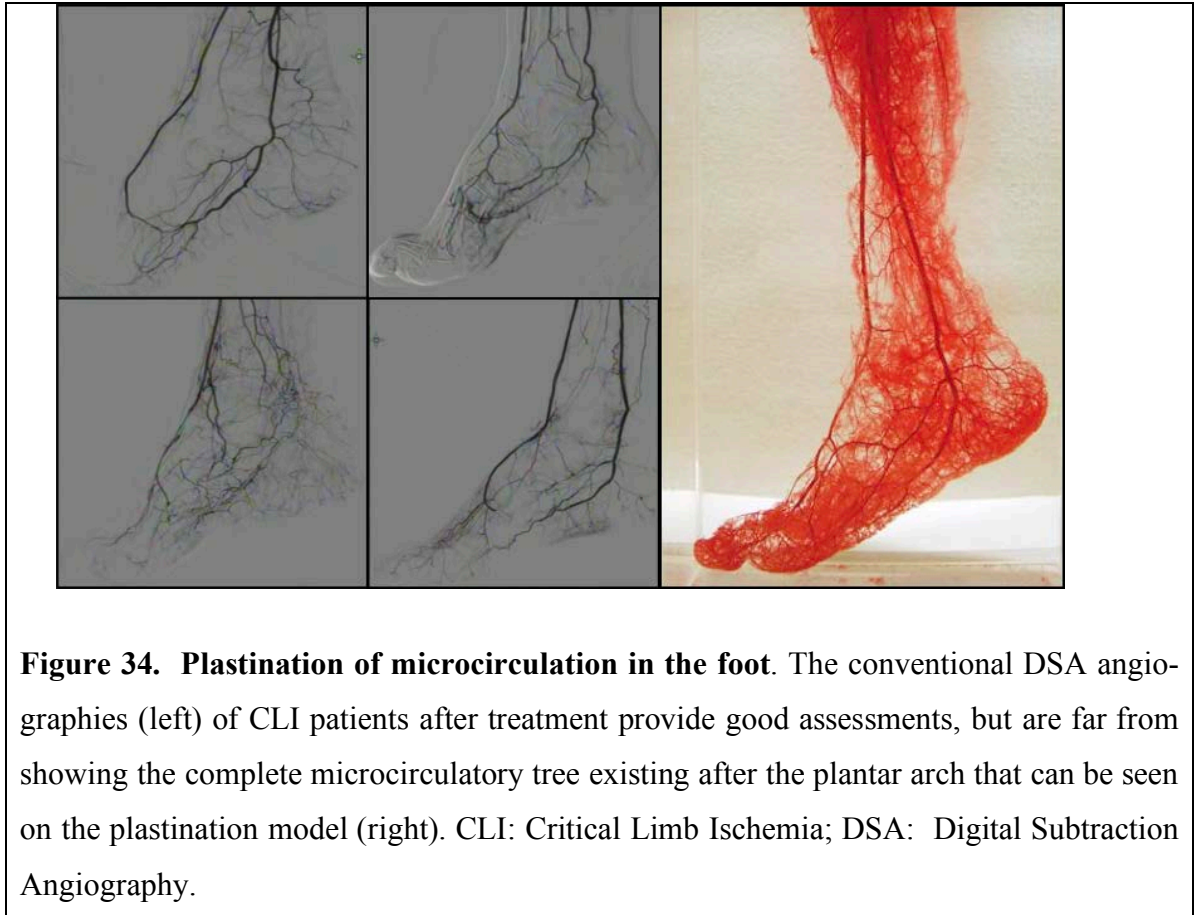 Figure 34. Plastination of microcirculation in the foot. The conventional DSA angio-
graphies (left) of CLI patients after treatment provide good assessments, but are far from
showing the complete microcirculatory tree existing after the plantar arch that can be seen
on the plastination model (right). CLI: Critical Limb Ischemia; DSA: Digital Subtraction
Angiography.